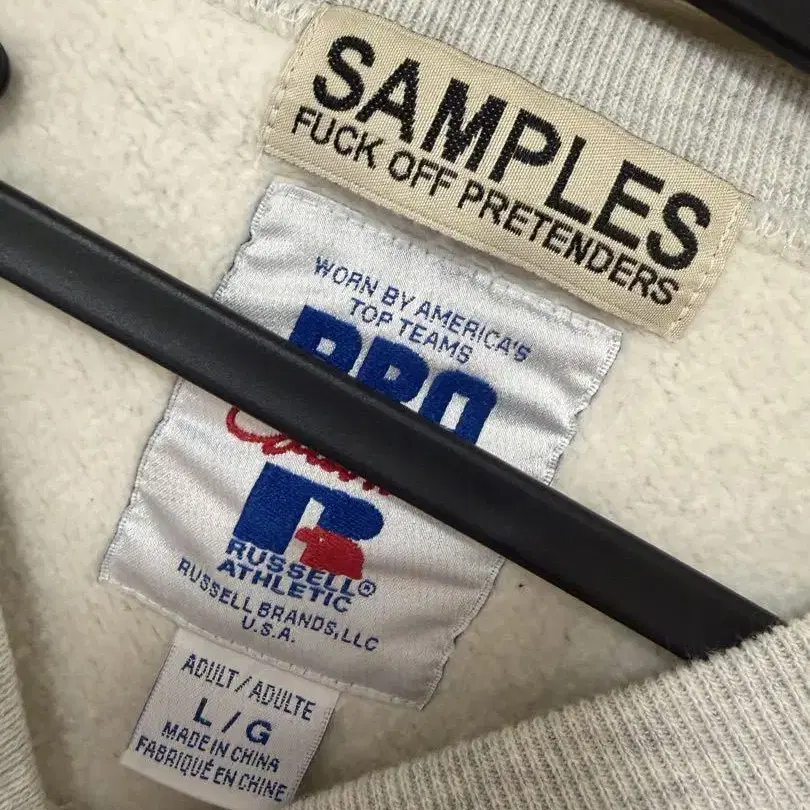 SAMPLES
FUCK OFF PRETENDERS
WORN BY AMERICA'S
TOP TEAMS
PRO
RUSSELL®
ATHLETIC
RUSSELL BRANDS, LLC
U.S.A.
ADULT / ADULTE
L / G
MADE IN CHINA
FABRIQUÉ EN CHINE